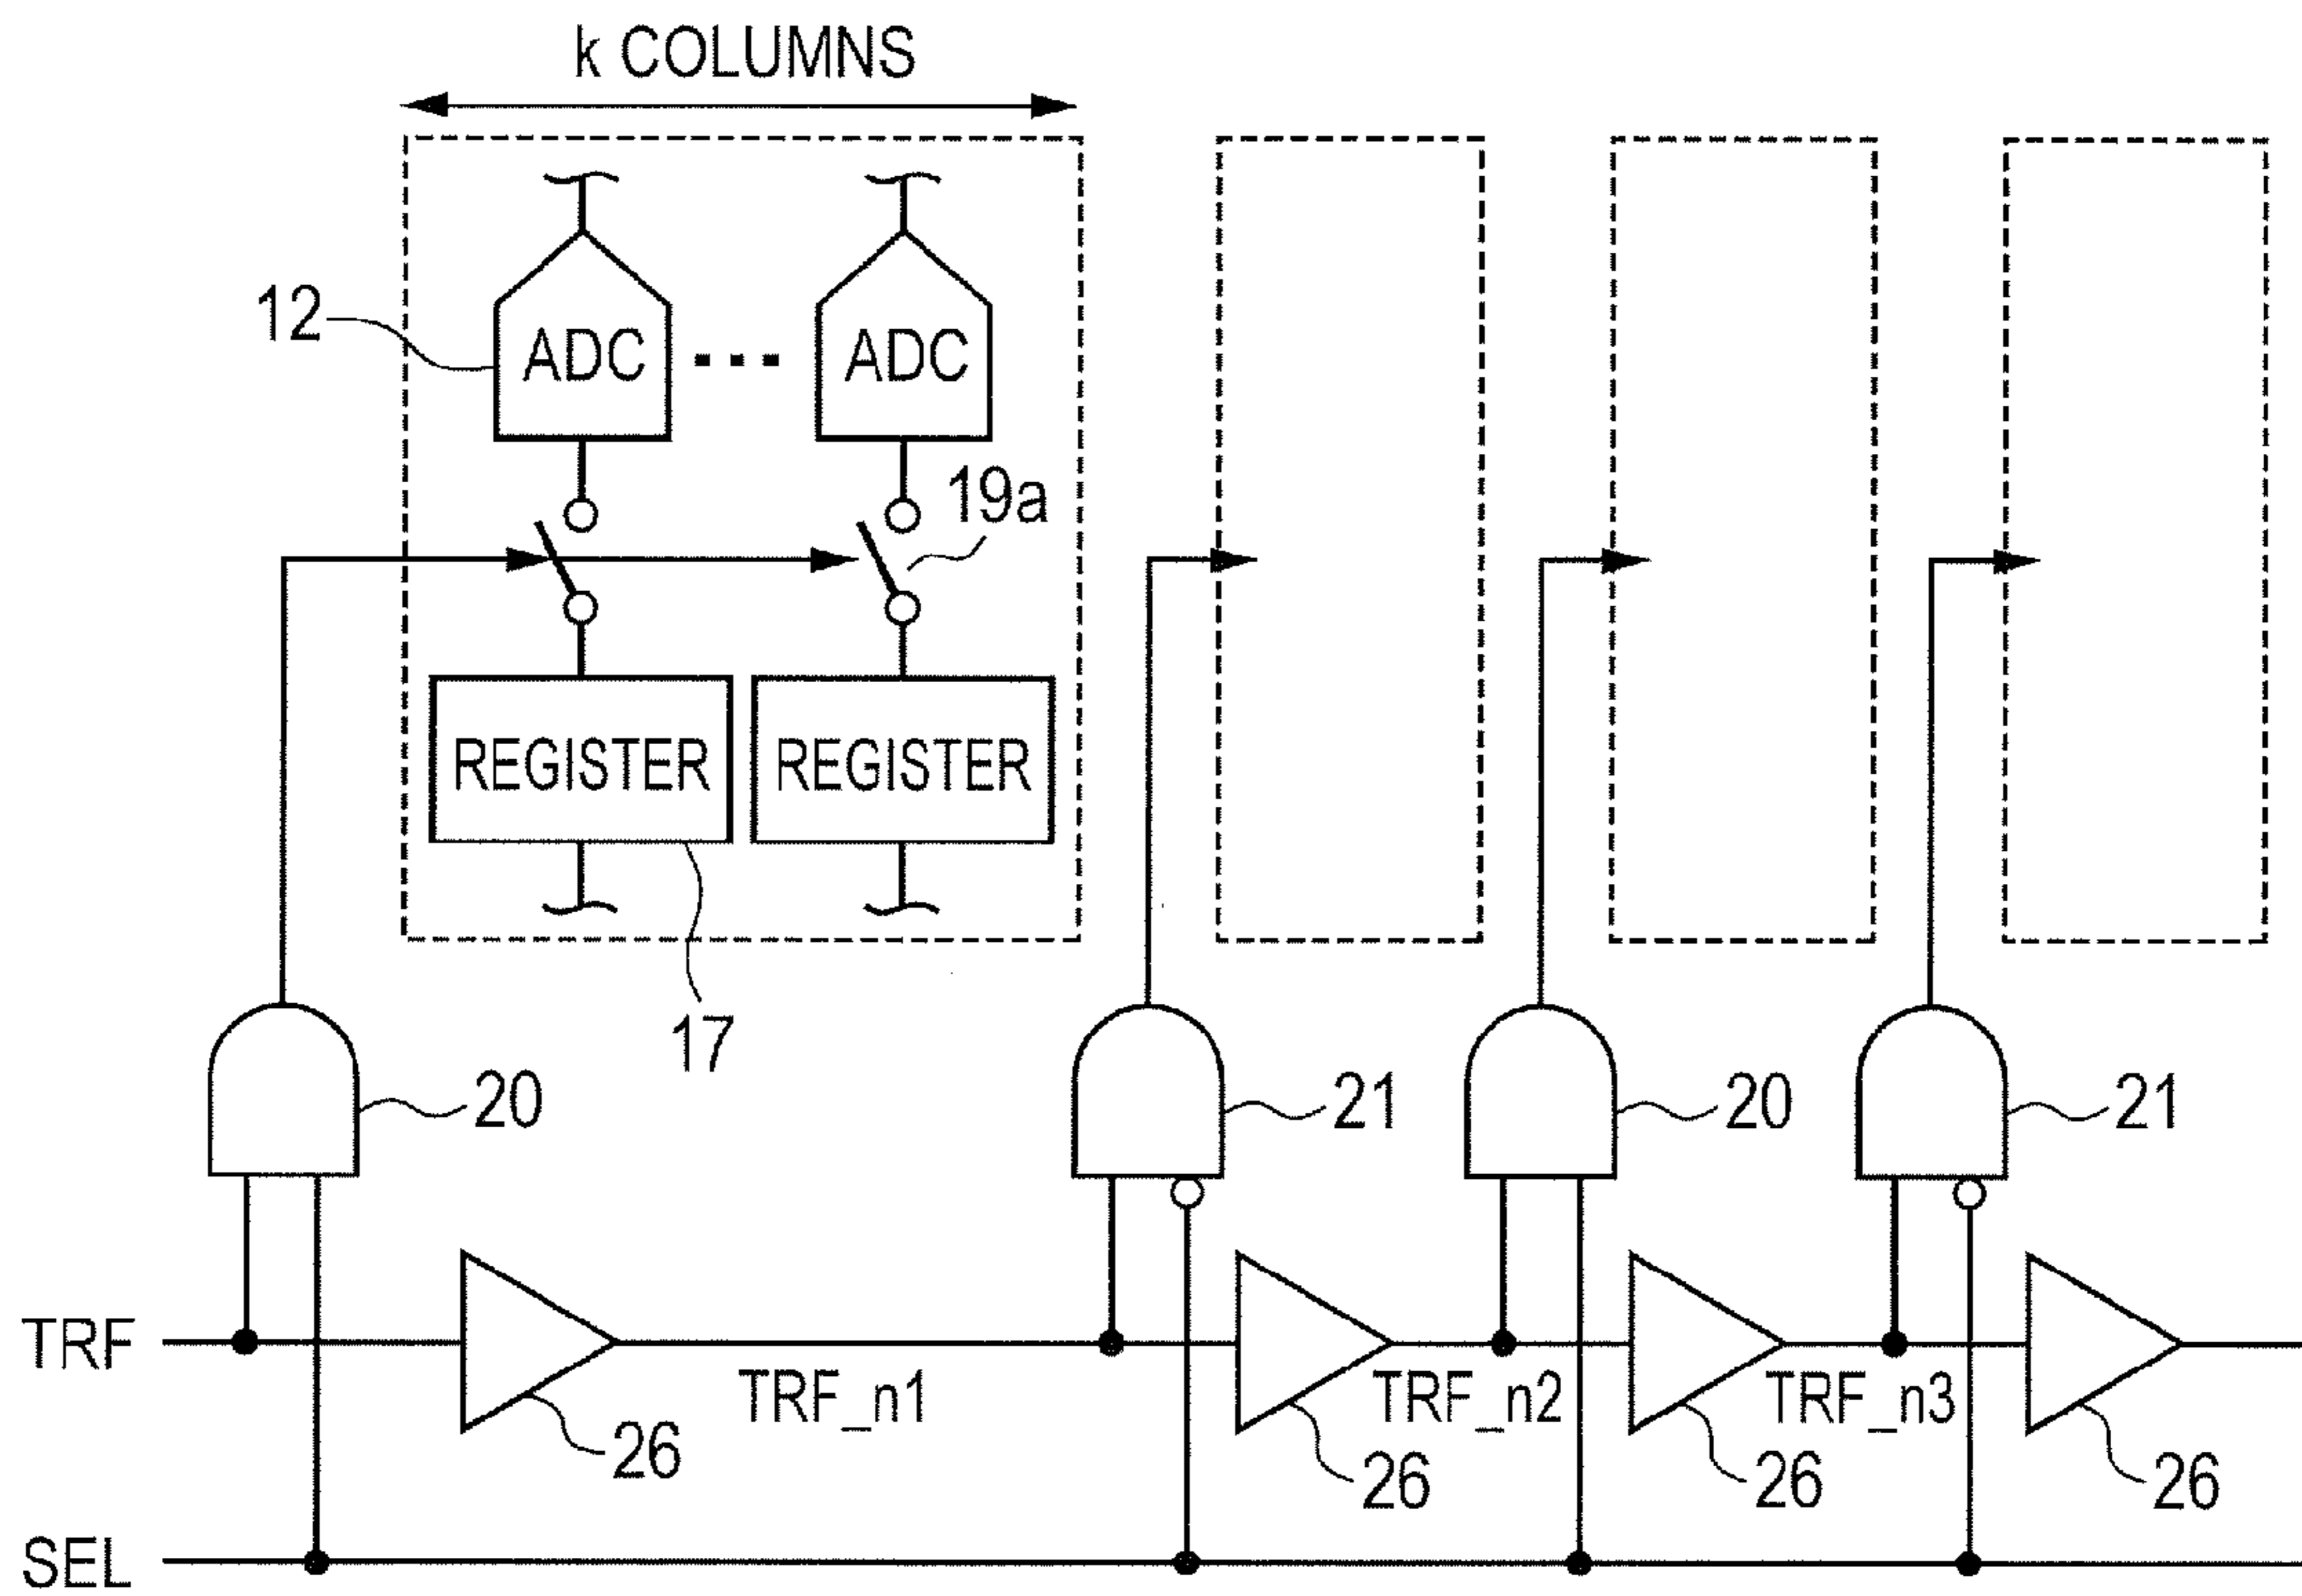 k COLUMNS
12
ADC
ADC
19a
REGISTER
REGISTER
17
20
21
20
21
TRF
TRF_n1
TRF_n2
TRF_n3
26
26
26
26
SEL